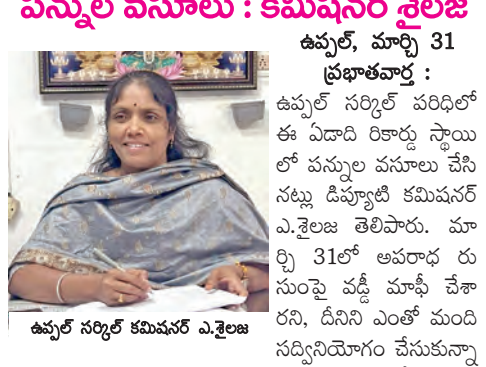 పన్నుల వసూలు : కమిషనర్ శైలజ
ఉప్పల్, మార్చి 31
ప్రభాతవార్త :
ఉప్పల్ సర్కిల్ పరిధిలో
ఈ ఏడాది రికార్డు స్థాయి
లో పన్నుల వసూలు చేసి
నట్లు డిప్యూటి కమిషనర్
ఎ.శైలజ తెలిపారు. మా
ర్చి 31లో అపరాధ రు
సుంపై వడ్డీ మాఫీ చేశా
రని, దీనిని ఎంతో మంది
సద్వినియోగం చేసుకున్నా
ఉప్పల్ సర్కిల్ కమిషనర్ ఎ.శైలజ